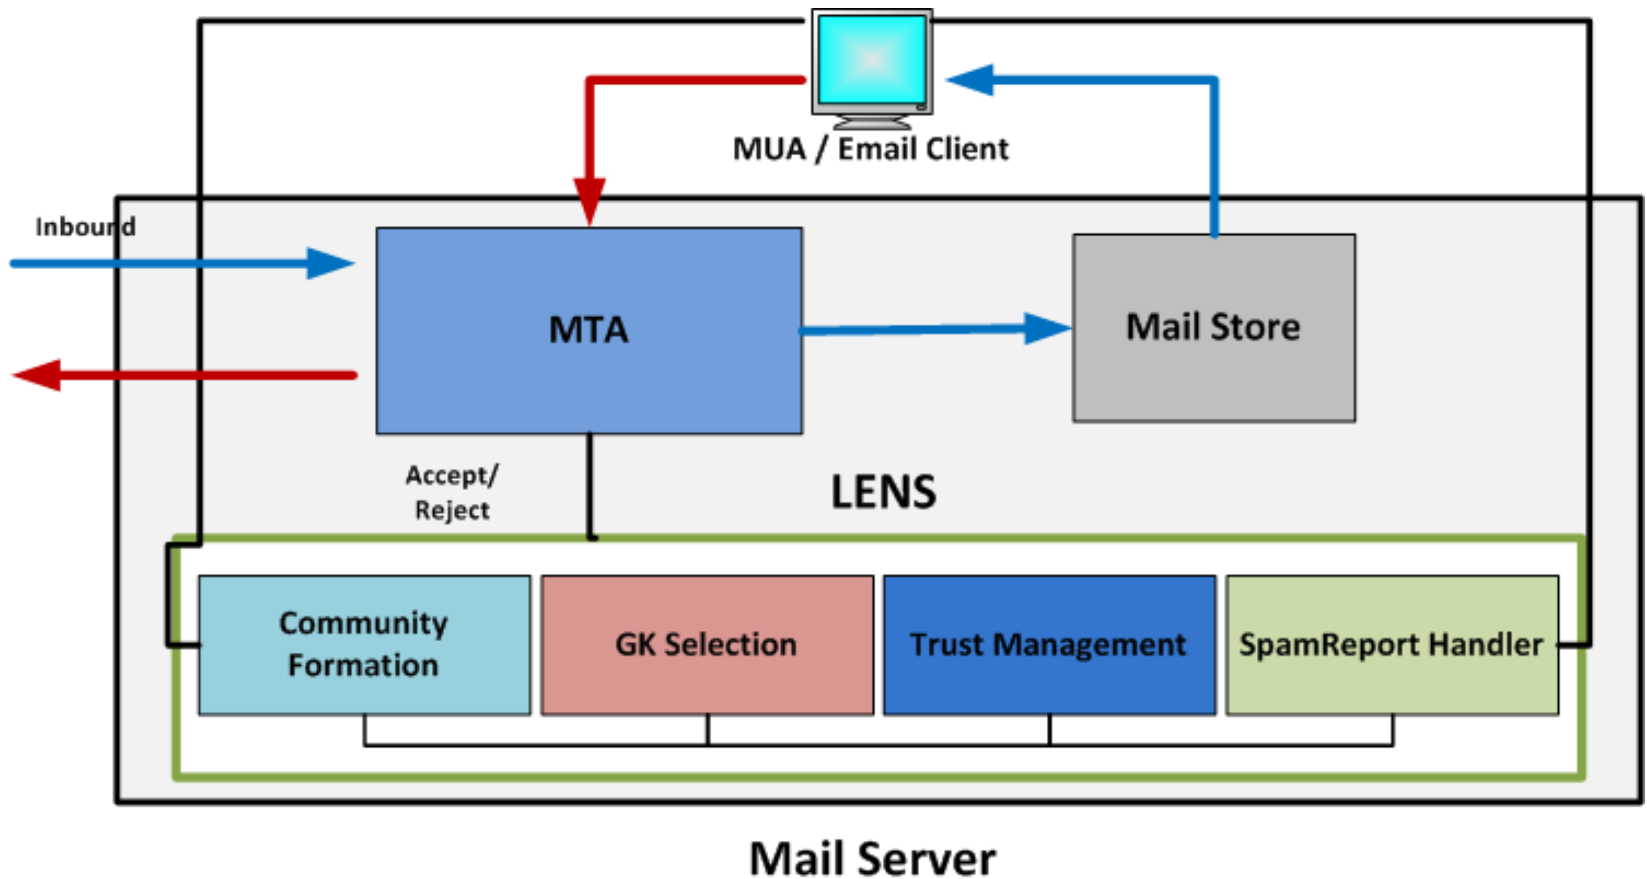 MUA / Email Client
Inbound
MTA
Mail Store
Accept/
Reject
LENS
Community
Formation
GK Selection
Trust Management
SpamReport Handler
Mail Server